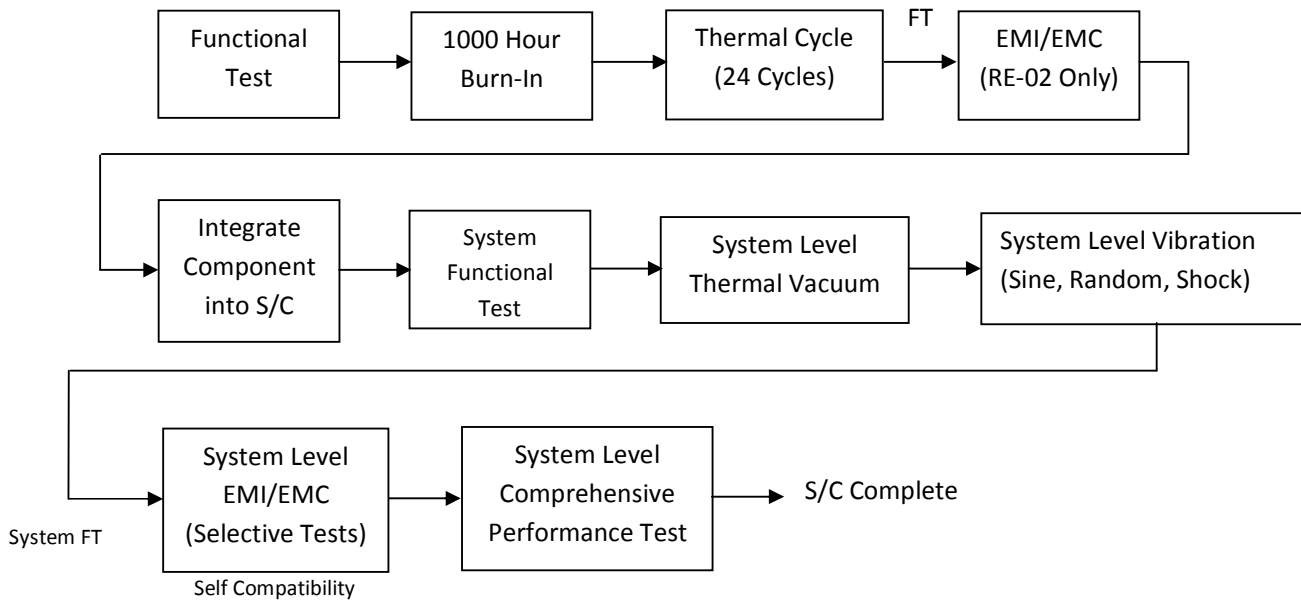 Functional
Test
1000 Hour
Burn-In
Thermal Cycle
(24 Cycles)
FT
EMI/EMC
(RE-02 Only)
Integrate
Component
into S/C
System
Functional
Test
System Level
Thermal Vacuum
System Level Vibration
(Sine, Random, Shock)
System FT
System Level
EMI/EMC
(Selective Tests)
Self Compatibility
System Level
Comprehensive
Performance Test
S/C Complete